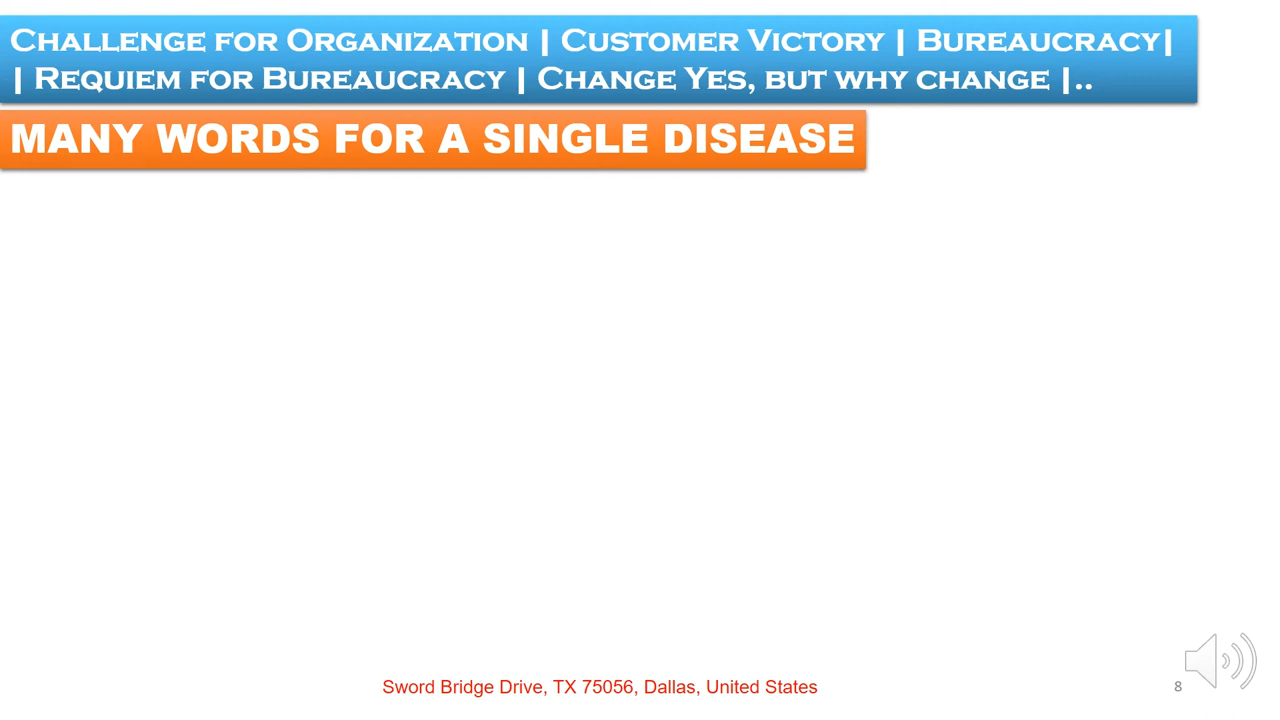 CHALLENGE FOR ORGANIZATION | CUSTOMER VICTORY | BUREAUCRACY|
| REQUIEM FOR BUREAUCRACY | CHANGE YES, BUT WHY CHANGE |..
MANY WORDS FOR A SINGLE DISEASE
Sword Bridge Drive, TX 75056, Dallas, United States
8